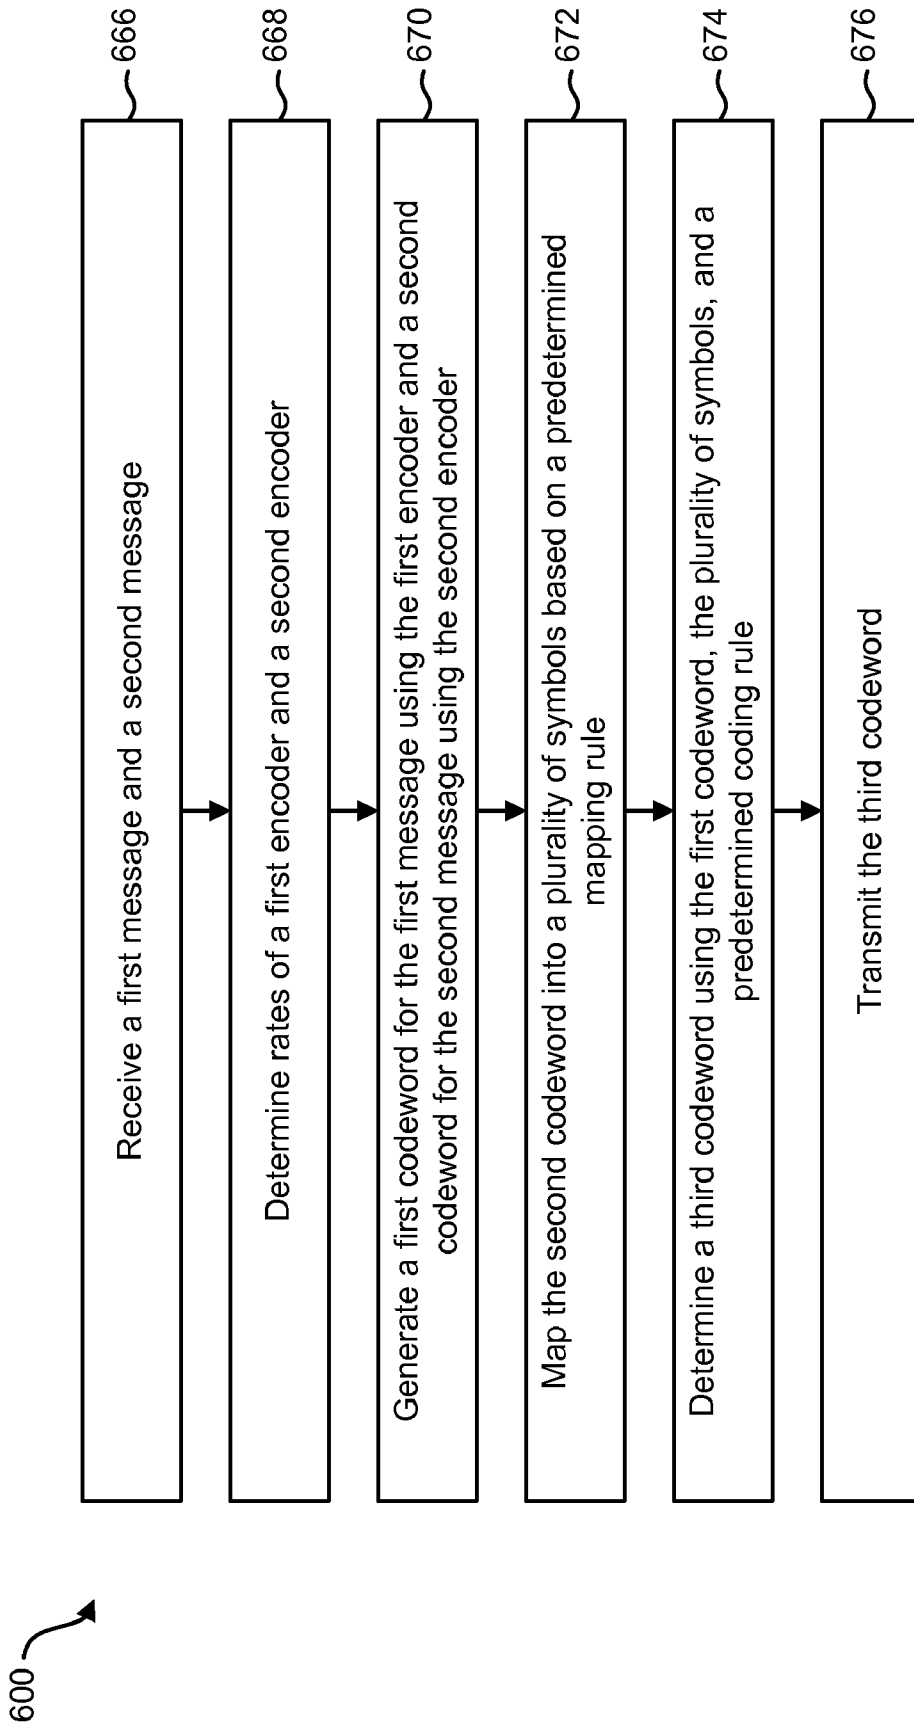 600
Receive a first message and a second message
666
Determine rates of a first encoder and a second encoder
668
Generate a first codeword for the first message using the first encoder and a second
codeword for the second message using the second encoder
670
Map the second codeword into a plurality of symbols based on a predetermined
mapping rule
672
Determine a third codeword using the first codeword, the plurality of symbols, and a
predetermined coding rule
674
Transmit the third codeword
676